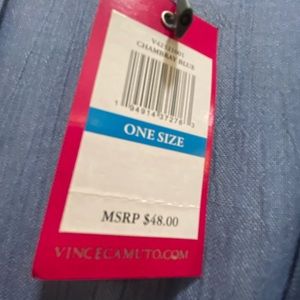 CHAMBRAY BLUE
ONE SIZE
MSRP $48.00
VINCECAMUTO.COM